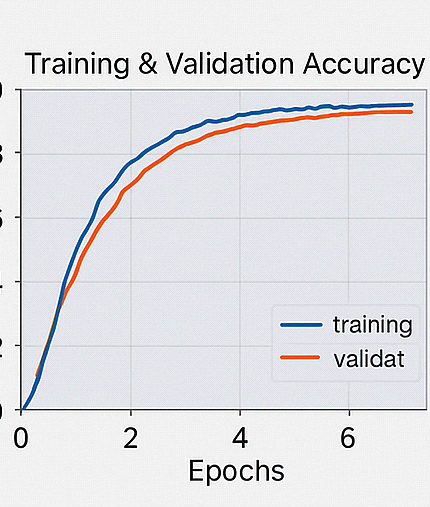 Training & Validation Accuracy
training
validat
0 2 4 6
Epochs